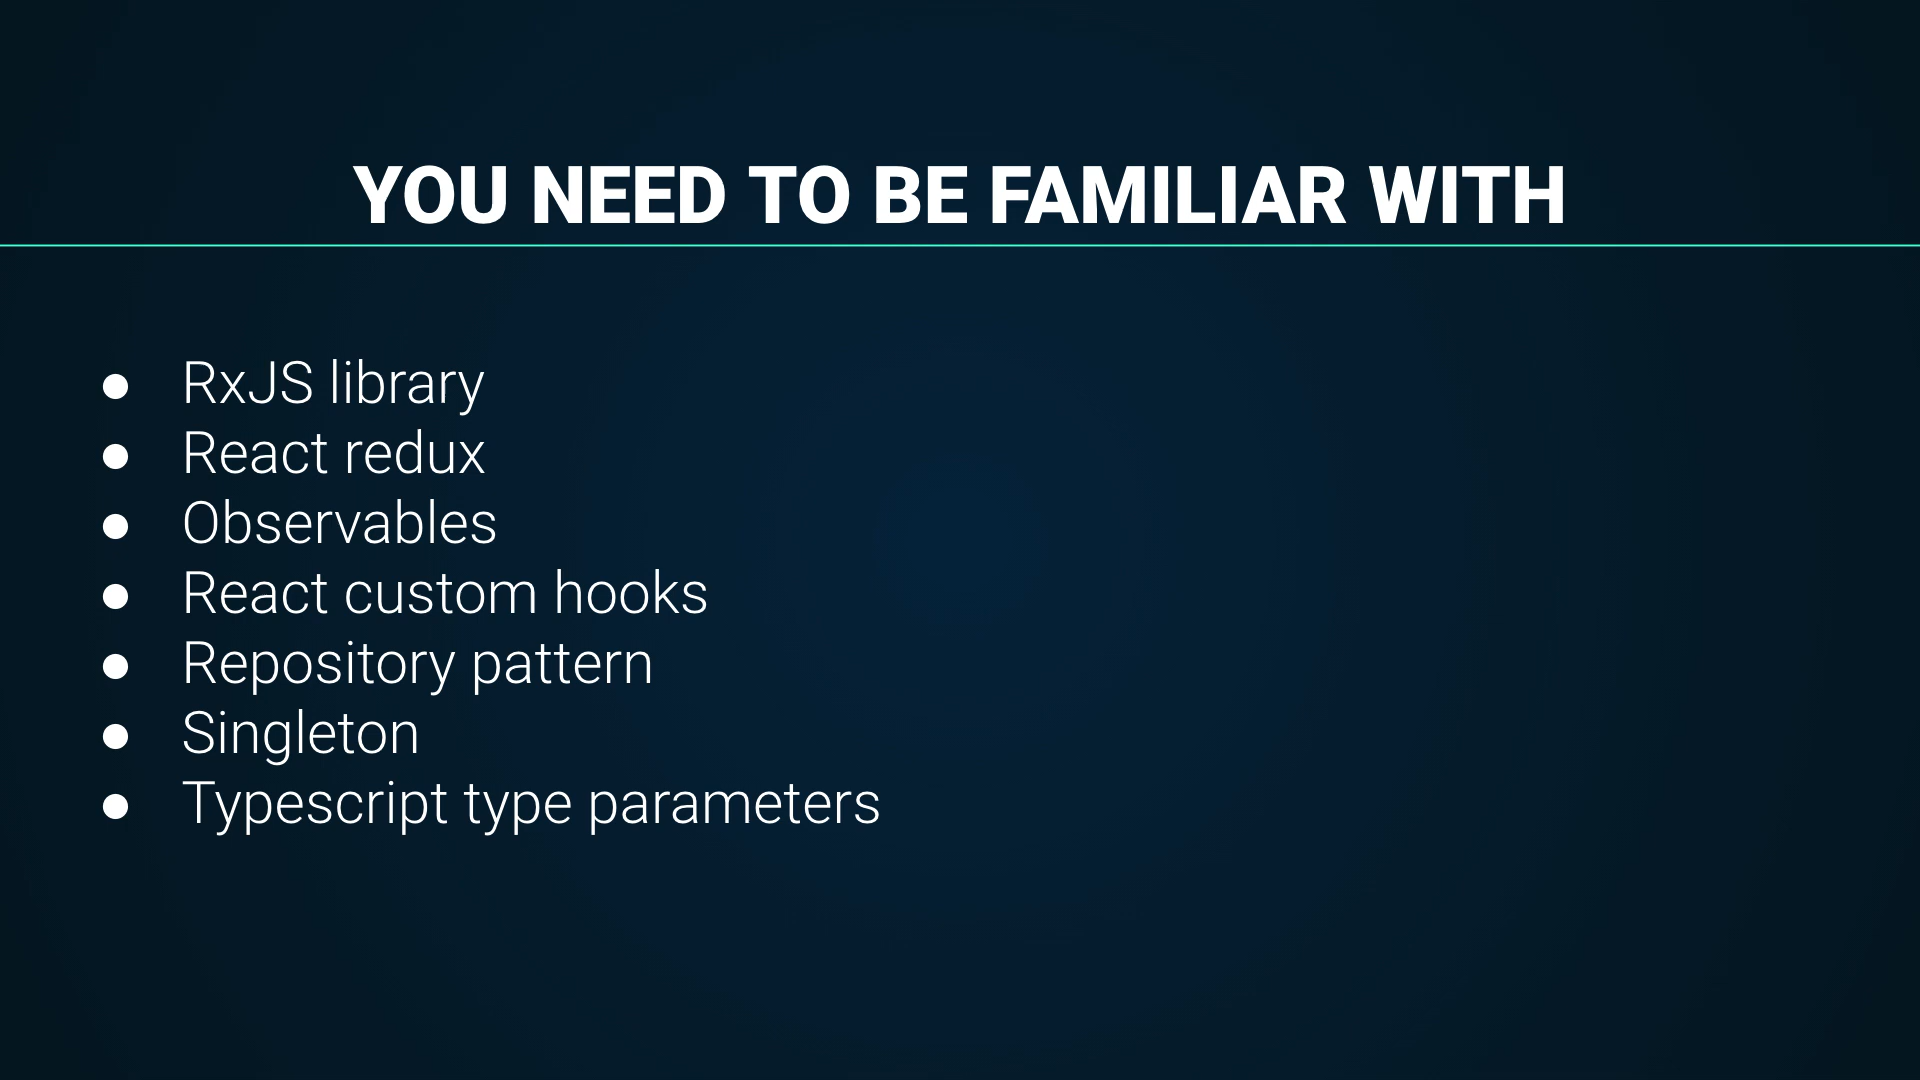 YOU NEED TO BE FAMILIAR WITH
● RxJS library
● React redux
● Observables
● React custom hooks
● Repository pattern
● Singleton
● Typescript type parameters